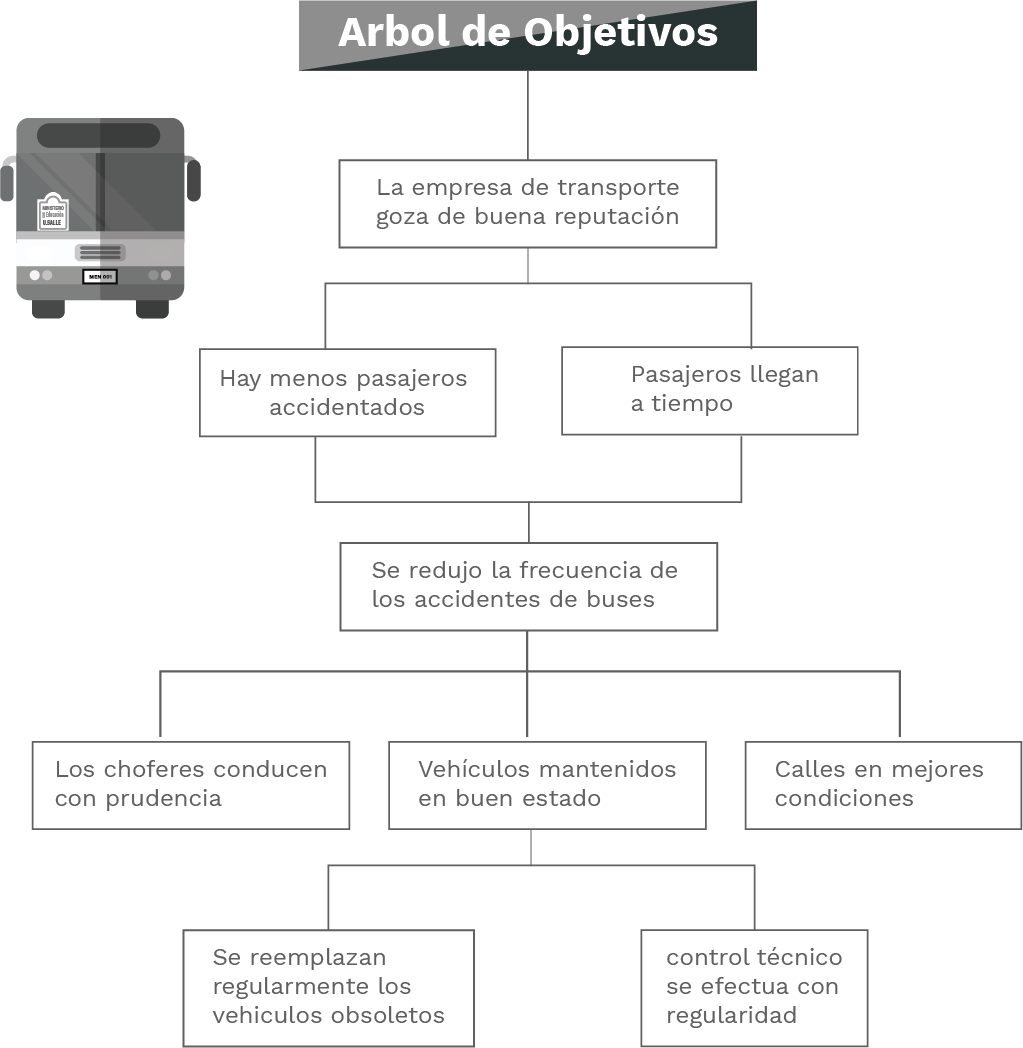 Arbol de Objetivos
La empresa de transporte
goza de buena reputación
MINISTERIO
Educación
U.SALLE
MEN 001
Hay menos pasajeros
accidentados
Pasajeros llegan
a tiempo
Se redujo la frecuencia de
los accidentes de buses
Los choferes conducen
con prudencia
Vehículos mantenidos
en buen estado
Calles en mejores
condiciones
Se reemplazan
regularmente los
vehiculos obsoletos
control técnico
se efectua con
regularidad